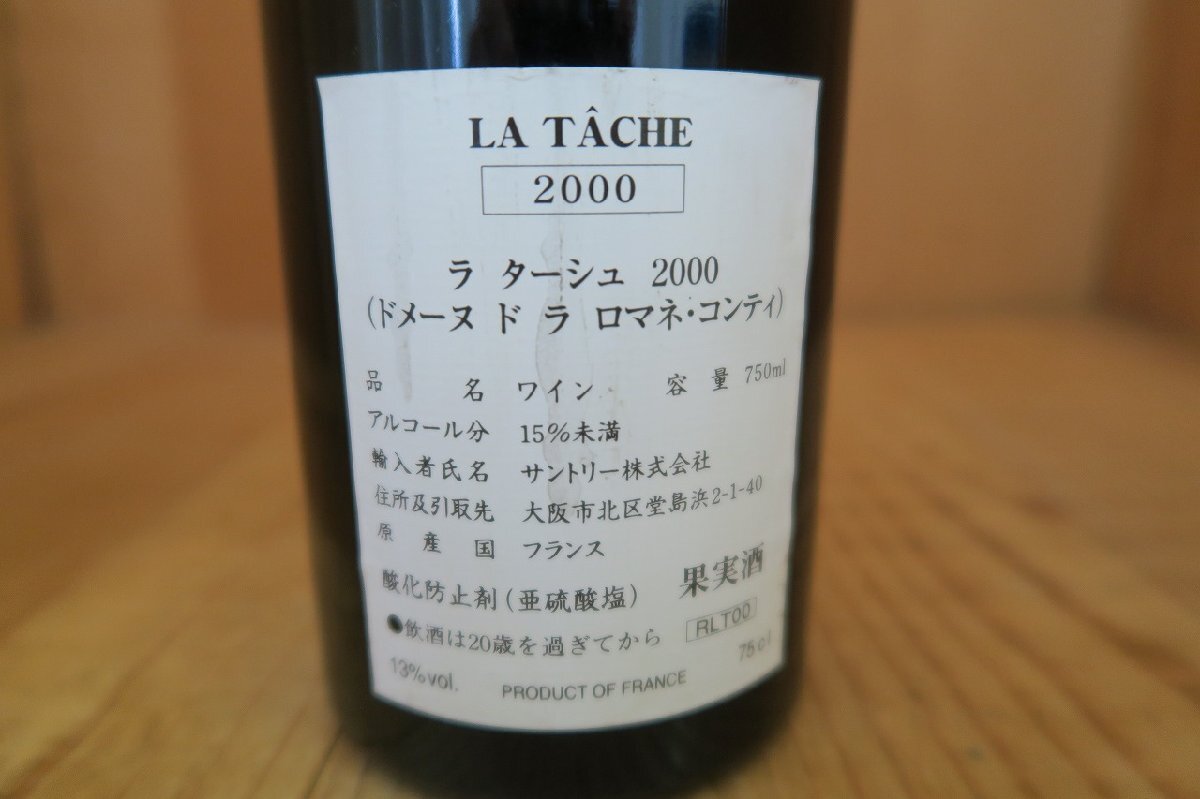 LA TÂCHE
2000
ラ ターシュ 2000
(ドメーヌ ド ラ ロマネ・コンティ)
品名 ワイン 容量 750ml
アルコール分 15%未満
輸入者氏名 サントリー株式会社
住所及引取先 大阪市北区堂島浜2-1-40
原産国 フランス
酸化防止剤(亜硫酸塩) 果実酒
●飲酒は20歳を過ぎてから RLT00
13%vol. PRODUCT OF FRANCE 75cl